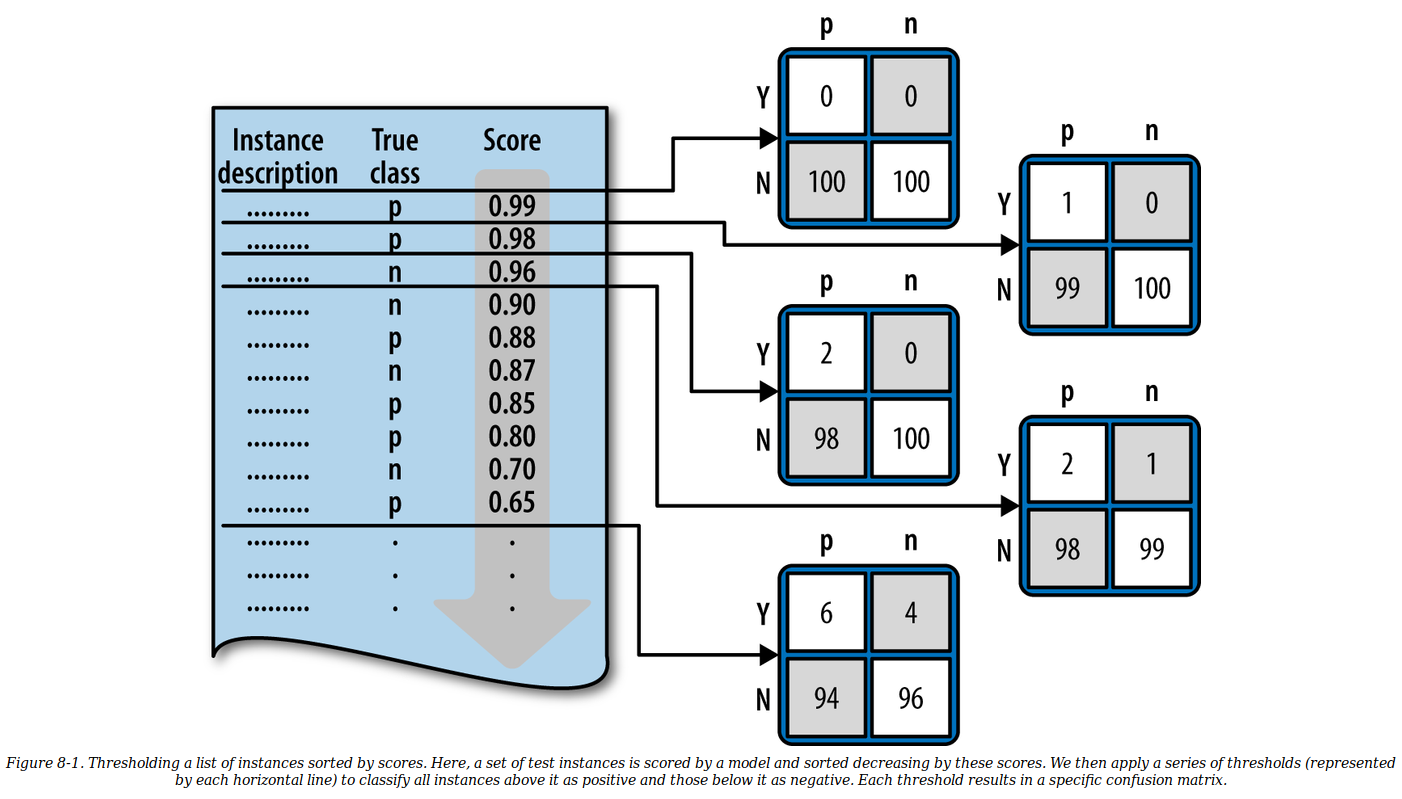 Instance description True class Score
......... p 0.99
......... p 0.98
......... n 0.96
......... n 0.90
......... p 0.88
......... n 0.87
......... p 0.85
......... p 0.80
......... n 0.70
......... p 0.65
......... . .
......... . .
......... . .
p n
Y 0 0
N 100 100
p n
Y 1 0
N 99 100
p n
Y 2 0
N 98 100
p n
Y 2 1
N 98 99
p n
Y 6 4
N 94 96
Figure 8-1. Thresholding a list of instances sorted by scores. Here, a set of test instances is scored by a model and sorted decreasing by these scores. We then apply a series of thresholds (represented
by each horizontal line) to classify all instances above it as positive and those below it as negative. Each threshold results in a specific confusion matrix.